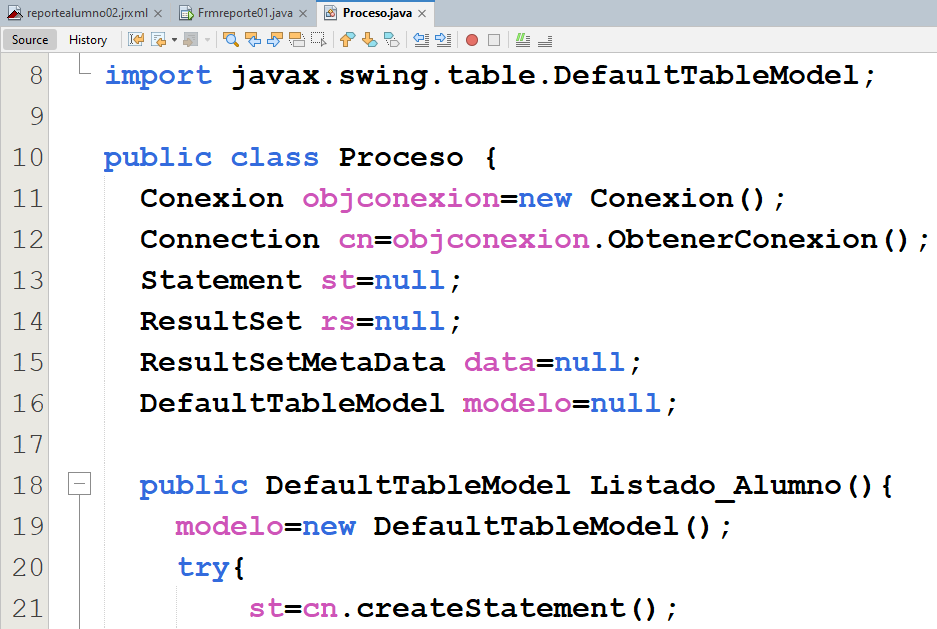 reportealumno02.jrxml Frmreporte01.java Proceso.java
Source History
8 import javax.swing.table.DefaultTableModel;
9
10 public class Proceso {
11 Conexion objconexion=new Conexion();
12 Connection cn=objconexion.ObtenerConexion();
13 Statement st=null;
14 ResultSet rs=null;
15 ResultSetMetaData data=null;
16 DefaultTableModel modelo=null;
17
18 public DefaultTableModel Listado_Alumno(){
19 modelo=new DefaultTableModel();
20 try{
21 st=cn.createStatement();